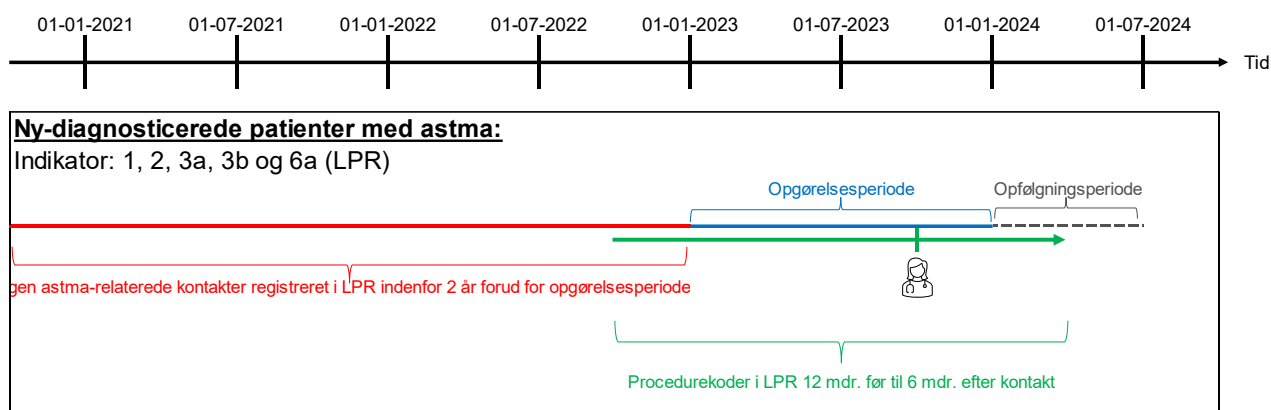 01-01-2021 01-07-2021 01-01-2022 01-07-2022 01-01-2023 01-07-2023 01-01-2024 01-07-2024
Tid
Ny-diagnosticerede patienter med astma:
Indikator: 1, 2, 3a, 3b og 6a (LPR)
Opgørelsesperiode Opfølgningsperiode
gen astma-relaterede kontakter registreret i LPR indenfor 2 år forud for opgørelsesperiode
Procedurekoder i LPR 12 mdr. før til 6 mdr. efter kontakt